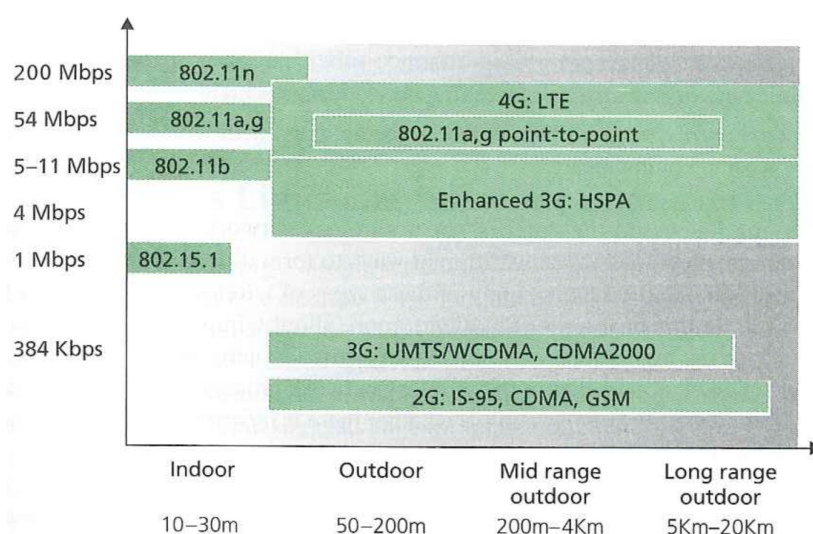 200 Mbps
802.11n
4G: LTE
54 Mbps
802.11a,g
802.11a,g point-to-point
5–11 Mbps
802.11b
Enhanced 3G: HSPA
4 Mbps
1 Mbps
802.15.1
384 Kbps
3G: UMTS/WCDMA, CDMA2000
2G: IS-95, CDMA, GSM
Indoor
Outdoor
Mid range
outdoor
Long range
outdoor
10–30m
50–200m
200m–4Km
5Km–20Km